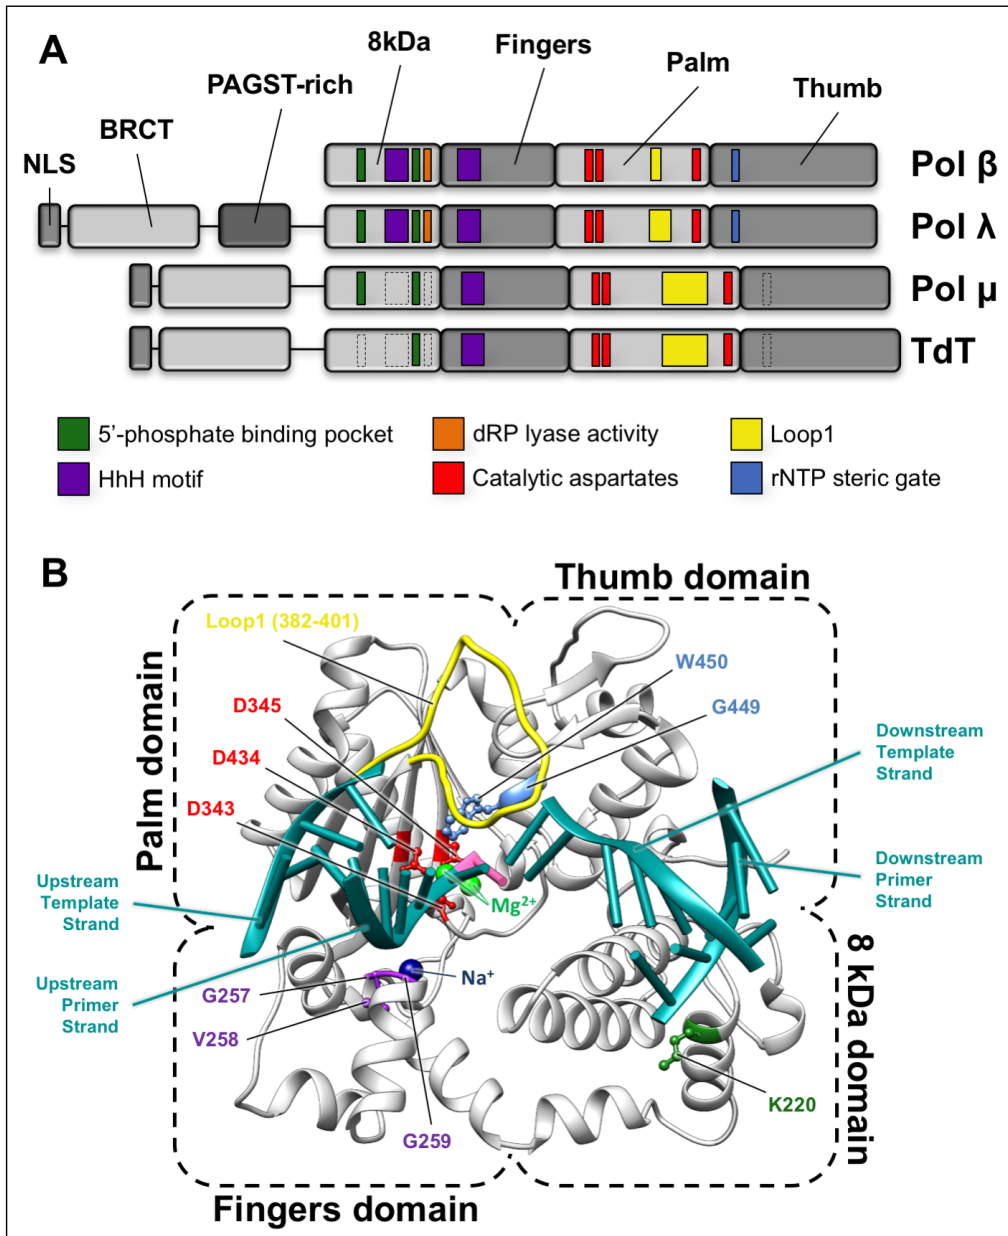 A
8kDa
Fingers
Palm
Thumb
PAGST-rich
BRCT
NLS
Pol β
Pol λ
Pol μ
TdT
5'-phosphate binding pocket
dRP lyase activity
Loop1
HhH motif
Catalytic aspartates
rNTP steric gate
B
Thumb domain
Palm domain
Loop1 (382-401)
W450
D345
G449
D434
D343
Downstream
Template
Strand
Downstream
Primer
Strand
Upstream
Template
Strand
Mg²⁺
Upstream
Primer
Strand
Na⁺
G257
V258
G259
K220
8 kDa domain
Fingers domain